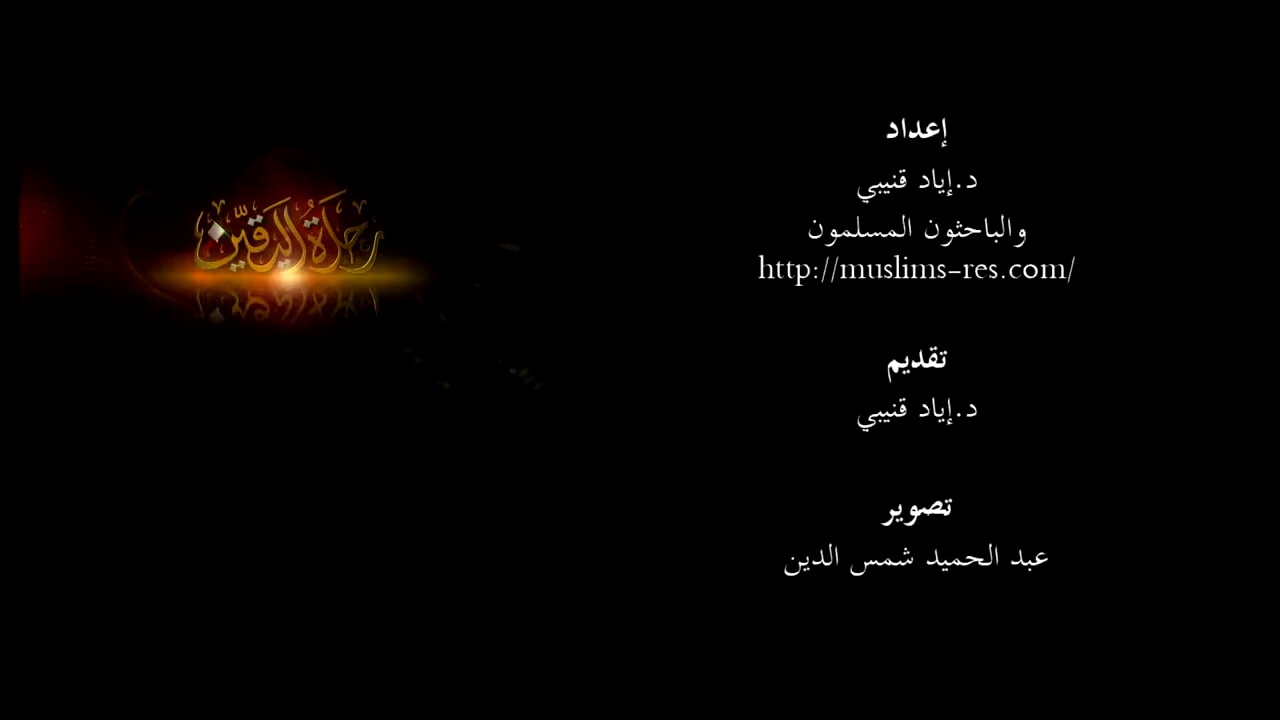 رحلة اليقين
إعداد
د.إياد قنيبي
والباحثون المسلمون
http://muslims-res.com/
تقديم
د.إياد قنيبي
تصوير
عبد الحميد شمس الدين